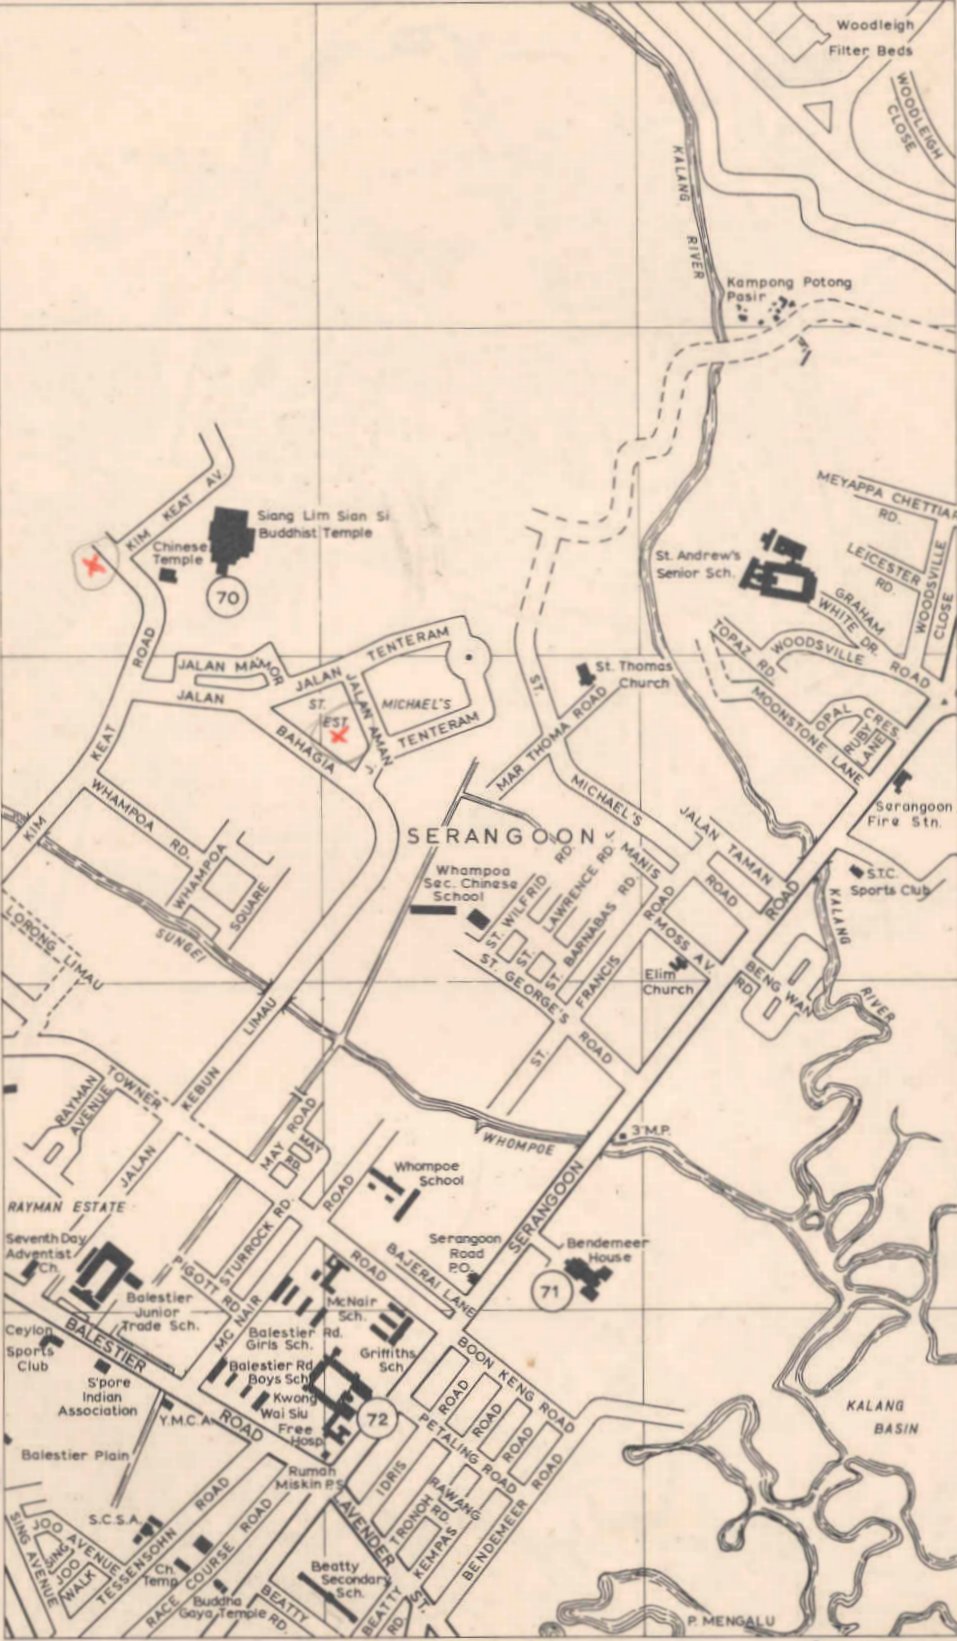 Woodleigh
Filter Beds
WOODLEIGH
CLOSE
KALANG
RIVER
Kampong Potong
Pasir
MEYAPPA CHETTIAR
RD.
KIM KEAT AV.
Siang Lim Sian Si
Buddhist Temple
Chinese
Temple
70
St. Andrew's
Senior Sch.
LEICESTER
RD.
GRAHAM
WHITE DR.
WOODSVILLE
CLOSE
TOPAZ RD.
WOODSVILLE
ROAD
ROAD
KEAT
KIM
JALAN MAMOR
JALAN
BAHAGIA
JALAN
TENTERAM
JALAN AMAN
ST.
MICHAEL'S
EST.
J. TENTERAM
ST.
St. Thomas
Church
MAR THOMA ROAD
MOONSTONE LANE
OPAL CRES.
RUBY
LANE
Serangoon
Fire Stn.
S.T.C.
Sports Club
MICHAEL'S
ROAD
JALAN TAMAN
MANIS
SERANGOON
WHAMPOA RD.
WHAMPOA
SQUARE
SUNGEI
Whampoa
Sec. Chinese
School
ST. WILFRID
RD.
ST.
LAWRENCE RD.
ST. BARNABAS RD.
ST. FRANCIS
ROAD
ST. GEORGE'S
ROAD
MOSS AV
Elim
Church
ROAD
BENG WAN
RD.
KALANG
RIVER
LORONG LIMAU
LIMAU
KEBUN
JALAN
TOWNER
RAYMAN
AVENUE
RAYMAN ESTATE
MAY ROAD
MAY
RD.
ROAD
WHOMPOE
3 M.P.
Whompoe
School
SERANGOON
Serangoon
Road
P.O.
Bendemeer
House
71
Seventh Day
Adventist
Ch.
Balestier
Junior
Trade Sch.
PIGOTT RD.
STURROCK RD.
MC NAIR
ROAD
BAJERAI LANE
McNair
Sch.
Balestier Rd.
Girls Sch.
Griffiths
Sch
Balestier Rd
Boys Sch
Kwong
Wai Siu
Free
Hosp.
72
Ceylon
Sports
Club
BALESTIER
ROAD
S'pore
Indian
Association
Y.M.C.A.
Balestier Plain
Rumah
Miskin P.S.
BOON KENG ROAD
ROAD
ROAD
ROAD
PETALING ROAD
IDRIS
RAWANG
RD
TRONOH
KEMPAS
BENDEMEER ROAD
KALANG
BASIN
S.C.S.A.
JOO AVENUE
SING AVENUE
SING
JOO
WALK
TESSENSOHN ROAD
RACE COURSE ROAD
Ch.
Temp
Buddha
Gaya Temple
BEATTY
RD.
Beatty
Secondary
Sch.
LAVENDER
ST.
BEATTY
RD.
P. MENGALU